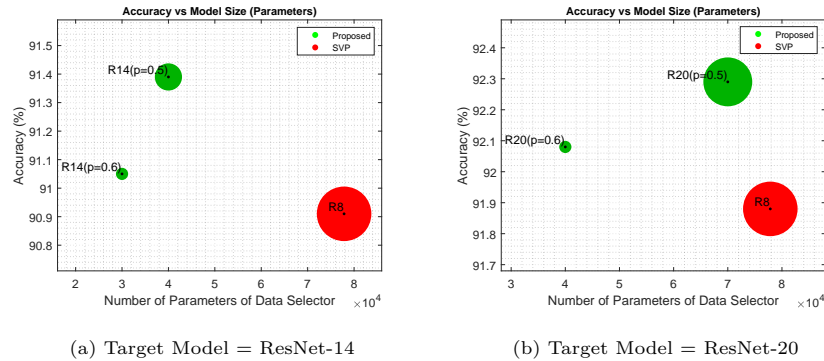 Accuracy vs Model Size (Parameters)
Proposed
SVP
91.5
91.4
91.3
91.2
91.1
91
90.9
90.8
Accuracy (%)
R14(p=0.5)
R14(p=0.6)
R8
2 3 4 5 6 7 8
Number of Parameters of Data Selector
×10^4
(a) Target Model = ResNet-14
Accuracy vs Model Size (Parameters)
Proposed
SVP
92.4
92.3
92.2
92.1
92
91.9
91.8
91.7
Accuracy (%)
R20(p=0.5)
R20(p=0.6)
R8
3 4 5 6 7 8
Number of Parameters of Data Selector
×10^4
(b) Target Model = ResNet-20